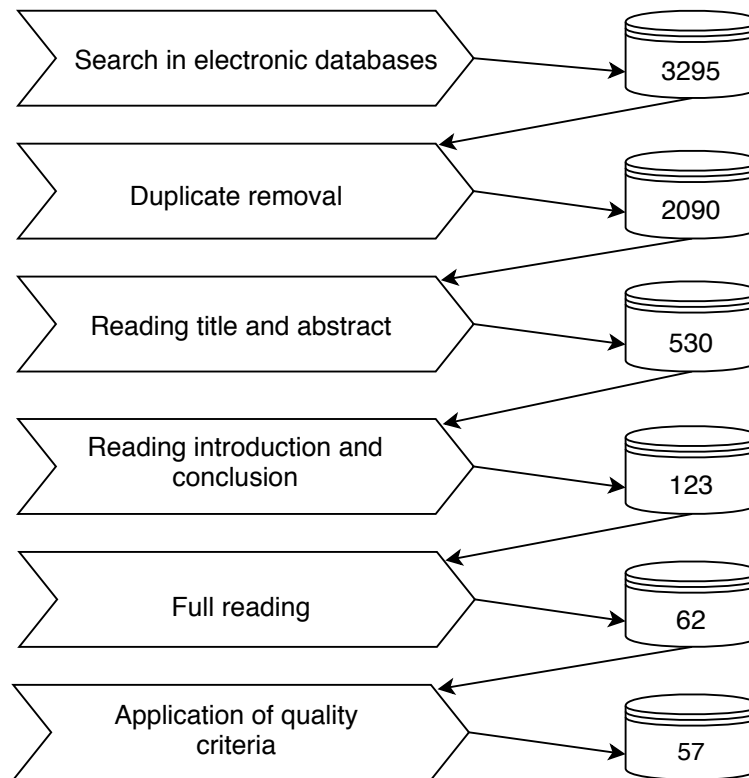 Search in electronic databases
3295
Duplicate removal
2090
Reading title and abstract
530
Reading introduction and
conclusion
123
Full reading
62
Application of quality
criteria
57